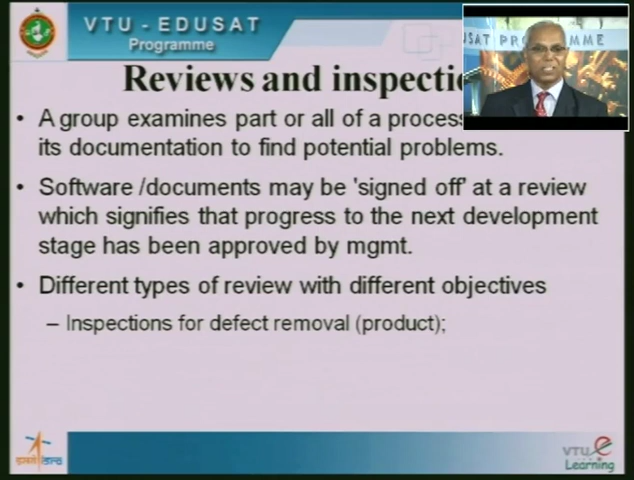 VTU - EDUSAT
Programme
Reviews and inspectio
• A group examines part or all of a process
its documentation to find potential problems.
• Software /documents may be 'signed off' at a review
which signifies that progress to the next development
stage has been approved by mgmt.
• Different types of review with different objectives
– Inspections for defect removal (product);
USAT PROGRAMME
VTU e
Learning